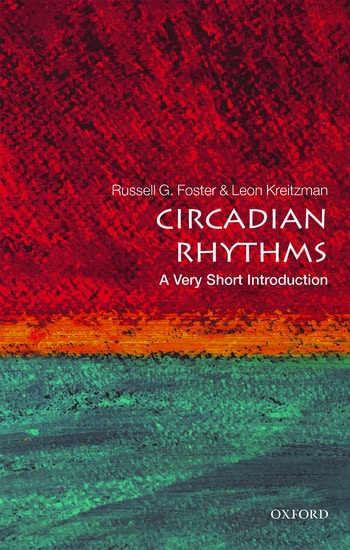 Russell G. Foster & Leon Kreitzman
CIRCADIAN
RHYTHMS
A Very Short Introduction
OXFORD